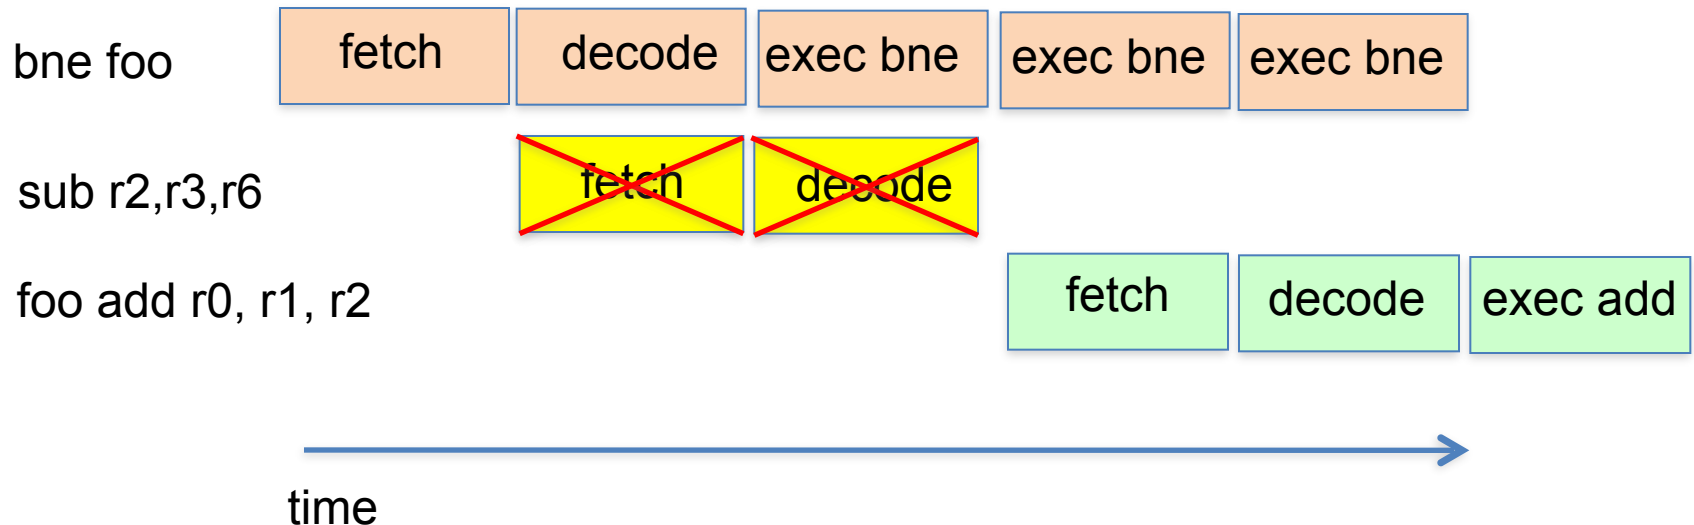 bne foo fetch decode exec bne exec bne exec bne
sub r2,r3,r6 fetch decode
foo add r0, r1, r2 fetch decode exec add
time